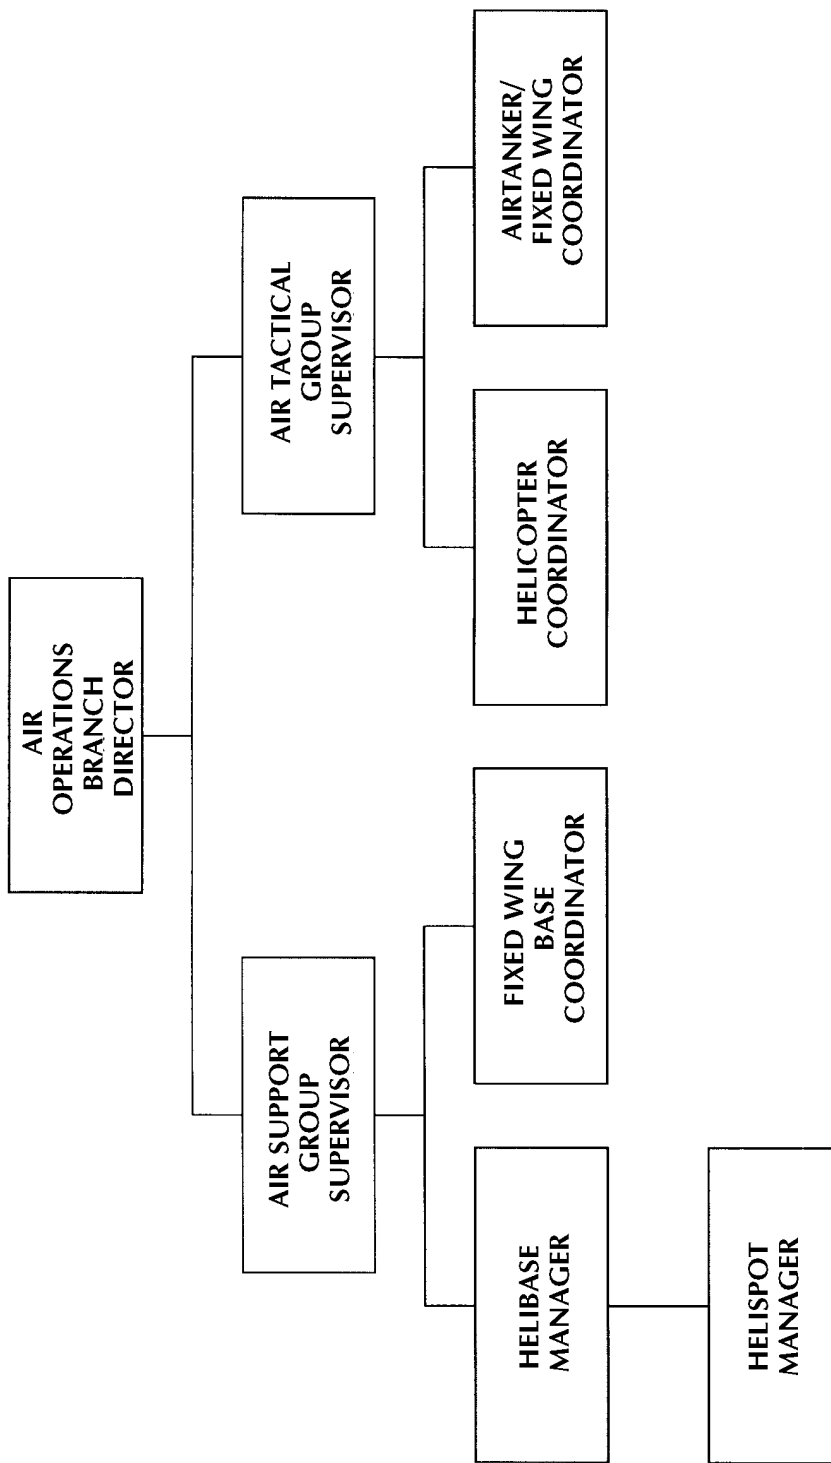 AIR
OPERATIONS
BRANCH
DIRECTOR
AIR SUPPORT
GROUP
SUPERVISOR
AIR TACTICAL
GROUP
SUPERVISOR
HELIBASE
MANAGER
FIXED WING
BASE
COORDINATOR
HELICOPTER
COORDINATOR
AIRTANKER/
FIXED WING
COORDINATOR
HELISPOT
MANAGER